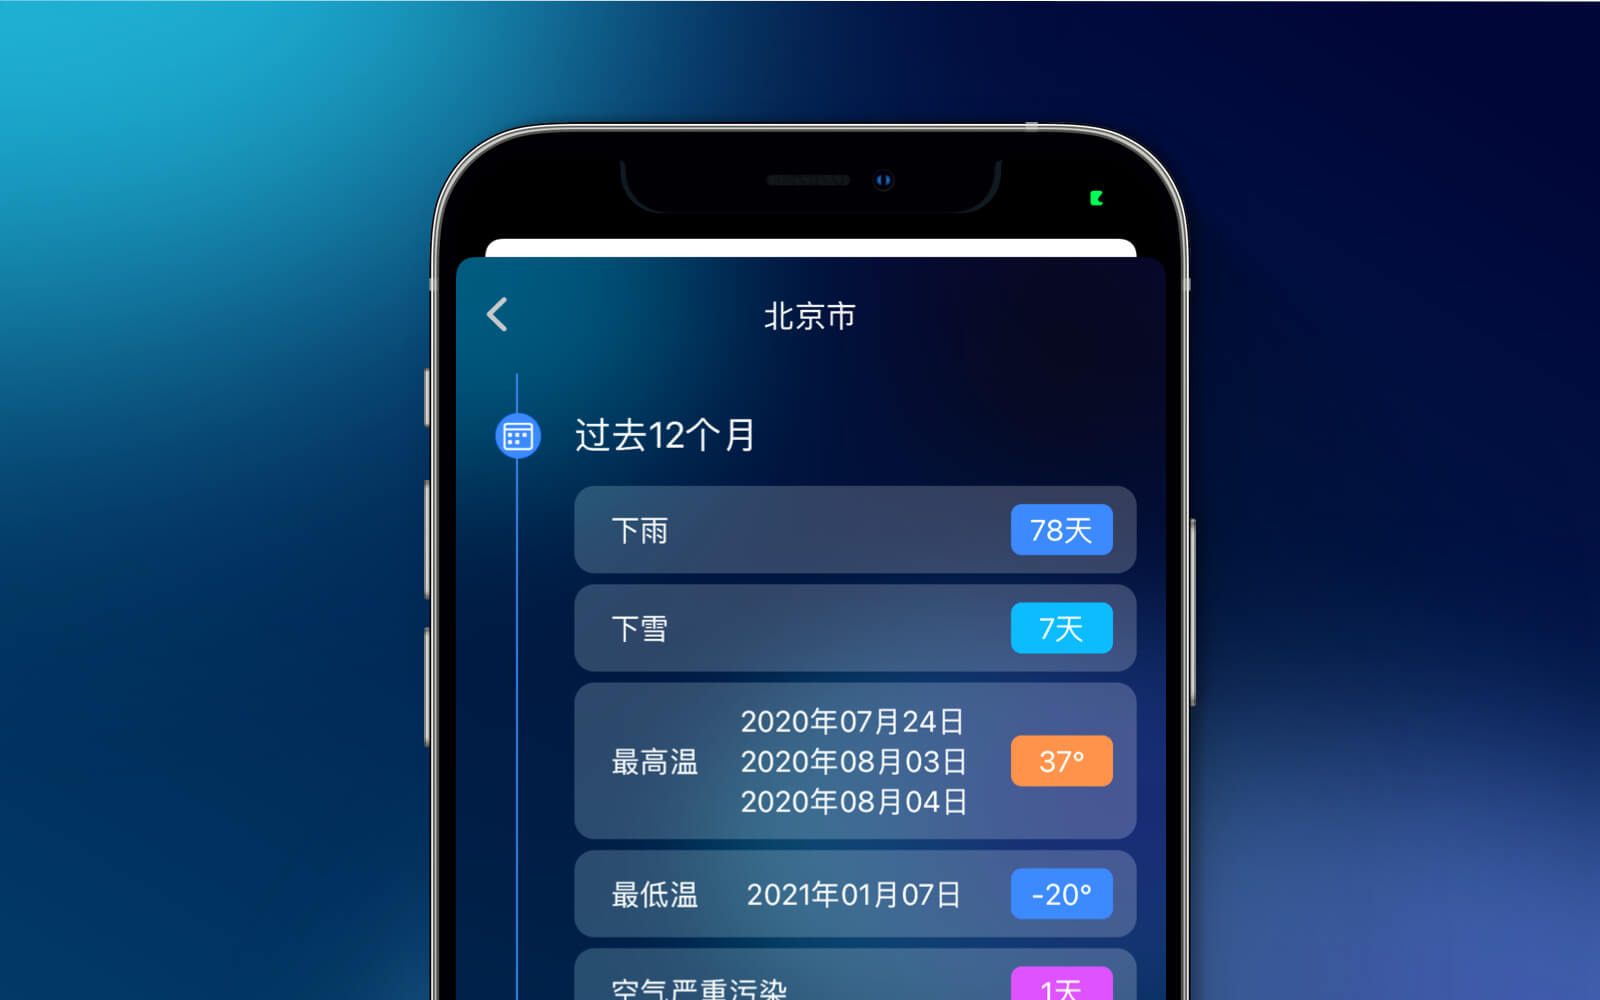 北京市
过去12个月
下雨 78天
下雪 7天
2020年07月24日
最高温 2020年08月03日 37°
2020年08月04日
最低温 2021年01月07日 -20°
空气严重污染 1天